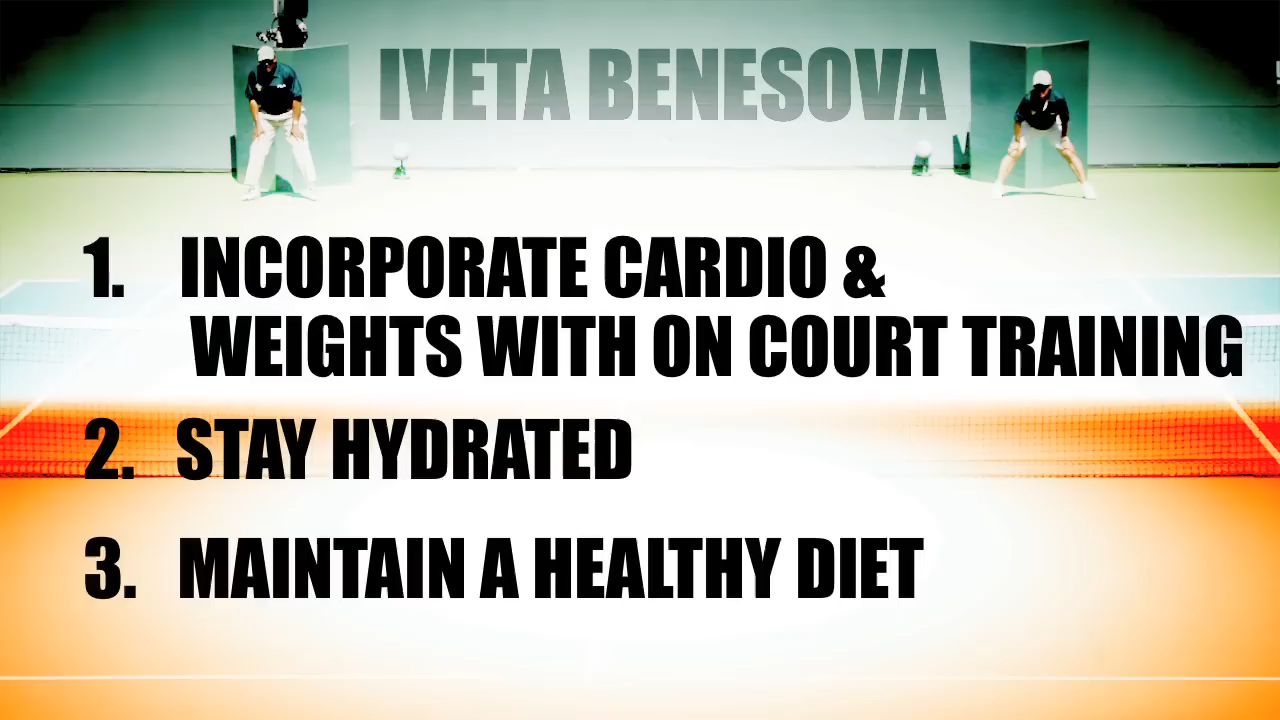 IVETA BENESOVA
1. INCORPORATE CARDIO &
WEIGHTS WITH ON COURT TRAINING
2. STAY HYDRATED
3. MAINTAIN A HEALTHY DIET